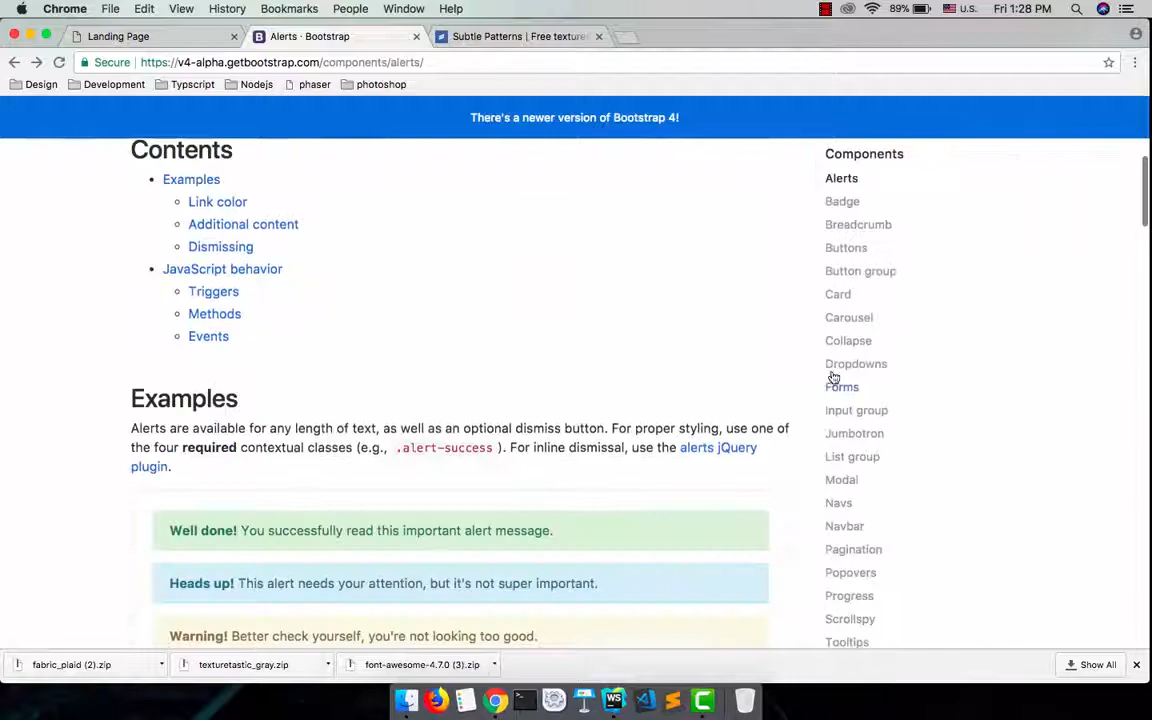 Chrome File Edit View History Bookmarks People Window Help 89% U.S. Fri 1:28 PM
Landing Page × Alerts · Bootstrap × Subtle Patterns | Free texture ×
Secure https://v4-alpha.getbootstrap.com/components/alerts/
Design Development Typscript Nodejs phaser photoshop
There's a newer version of Bootstrap 4!
Contents
Examples
Link color
Additional content
Dismissing
JavaScript behavior
Triggers
Methods
Events
Examples
Alerts are available for any length of text, as well as an optional dismiss button. For proper styling, use one of
the four required contextual classes (e.g., .alert-success ). For inline dismissal, use the alerts jQuery
plugin.
Well done! You successfully read this important alert message.
Heads up! This alert needs your attention, but it's not super important.
Warning! Better check yourself, you're not looking too good.
Components
Alerts
Badge
Breadcrumb
Buttons
Button group
Card
Carousel
Collapse
Dropdowns
Forms
Input group
Jumbotron
List group
Modal
Navs
Navbar
Pagination
Popovers
Progress
Scrollspy
Tooltips
fabric_plaid (2).zip texturetastic_gray.zip font-awesome-4.7.0 (3).zip Show All
WS